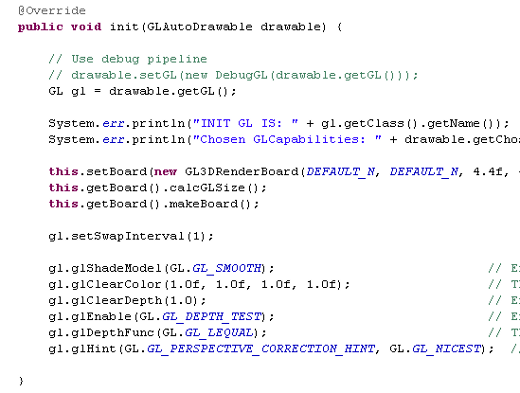 @Override
public void init(GLAutoDrawable drawable) {
// Use debug pipeline
// drawable.setGL(new DebugGL(drawable.getGL()));
GL gl = drawable.getGL();
System.err.println("INIT GL IS: " + gl.getClass().getName());
System.err.println("Chosen GLCapabilities: " + drawable.getCho
this.setBoard(new GL3DRenderBoard(DEFAULT_N, DEFAULT_N, 4.4f,
this.getBoard().calcGLSize();
this.getBoard().makeBoard();
gl.setSwapInterval(1);
gl.glShadeModel(GL.GL_SMOOTH); //
gl.glClearColor(1.0f, 1.0f, 1.0f, 1.0f); //
gl.glClearDepth(1.0); //
gl.glEnable(GL.GL_DEPTH_TEST); //
gl.glDepthFunc(GL.GL_LEQUAL); //
gl.glHint(GL.GL_PERSPECTIVE_CORRECTION_HINT, GL.GL_NICEST); //
}